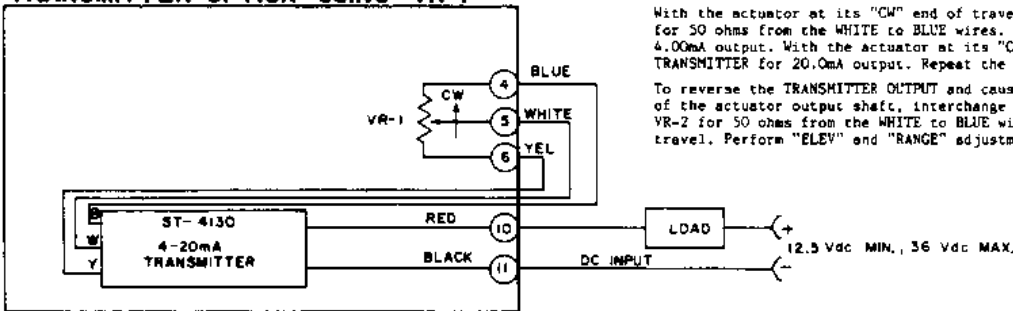 With the actuator at its "CW" end of trave
for 50 ohms from the WHITE to BLUE wires.
4.00mA output. With the actuator at its "C
TRANSMITTER for 20.0mA output. Repeat the
To reverse the TRANSMITTER OUTPUT and caus
of the actuator output shaft, interchange
VR-2 for 50 ohms from the WHITE to BLUE wi
travel. Perform "ELEV" and "RANGE" adjustm
4 BLUE
CW
VR-1
5 WHITE
6 YEL
B
W
Y
ST-4130
4-20mA
TRANSMITTER
RED
10
LOAD
+
12.5 Vdc MIN., 36 Vdc MAX.
BLACK
11
DC INPUT
-